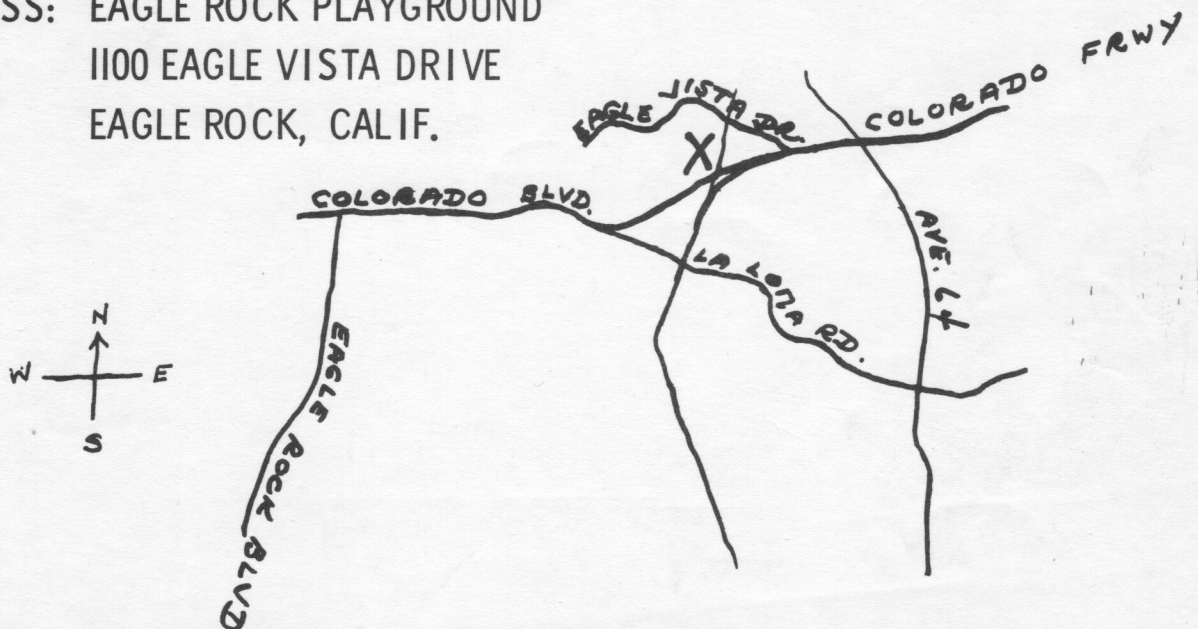 SS: EAGLE ROCK PLAYGROUND
1100 EAGLE VISTA DRIVE
EAGLE ROCK, CALIF.
COLORADO FRWY
EAGLE VISTA DR.
X
COLORADO BLVD.
LA LOMA RD.
AVE. 64
EAGLE ROCK BLVD
N
W E
S